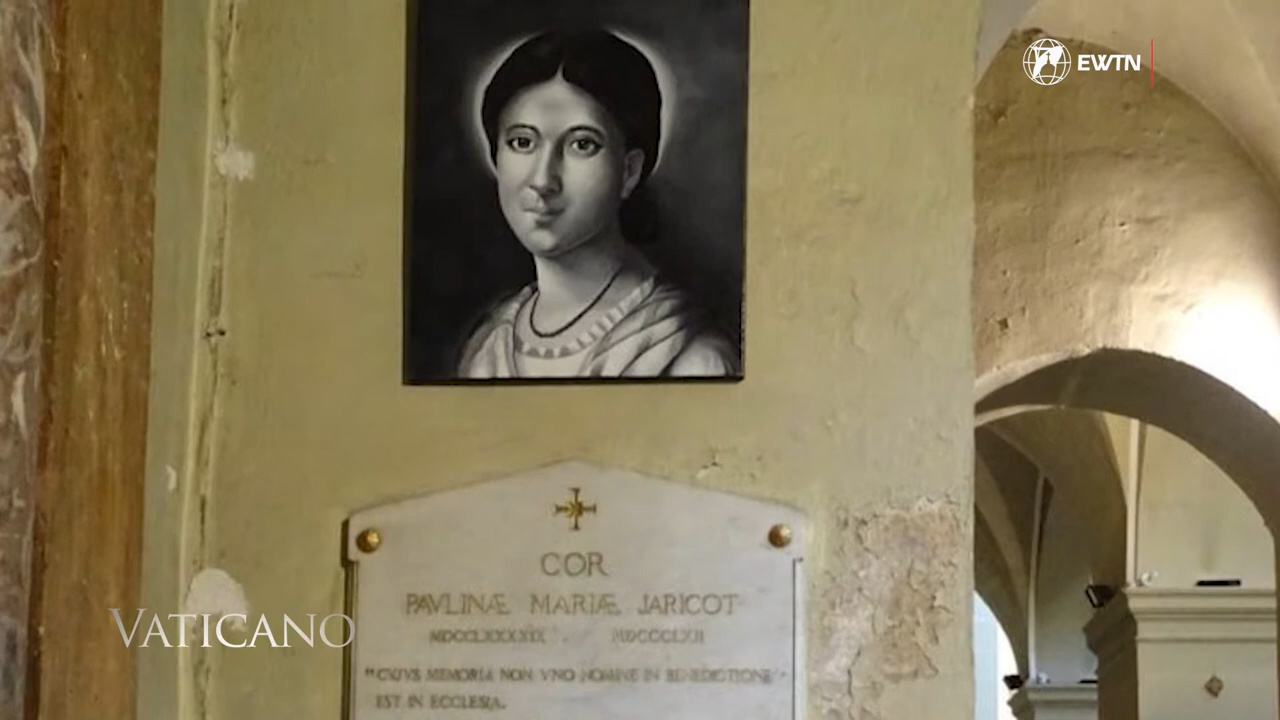 EWTN
COR
PAVLINÆ MARIÆ JARICOT
MDCCLXXXXIX . MDCCCLXII
"CVIVS MEMORIA NON VNO NOMINE IN BENEDICTIONE
EST IN ECCLESIA.
VATICANO